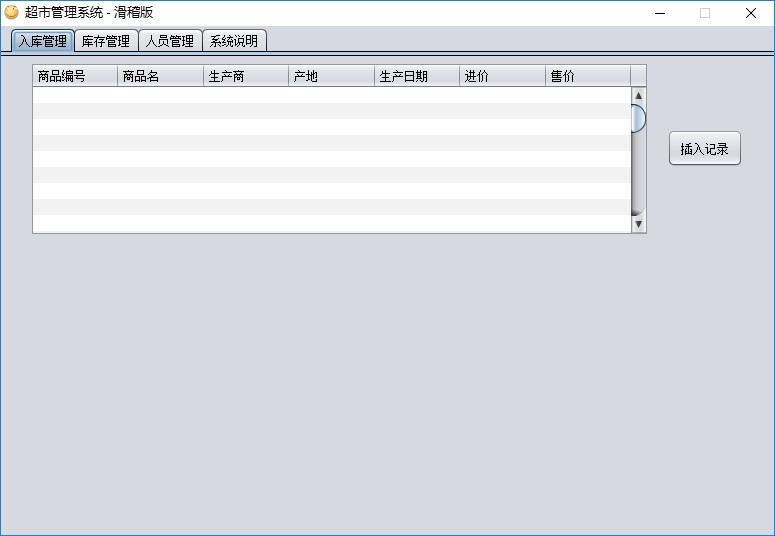 超市管理系统 - 滑稽版
入库管理 库存管理 人员管理 系统说明
商品编号 商品名 生产商 产地 生产日期 进价 售价
插入记录